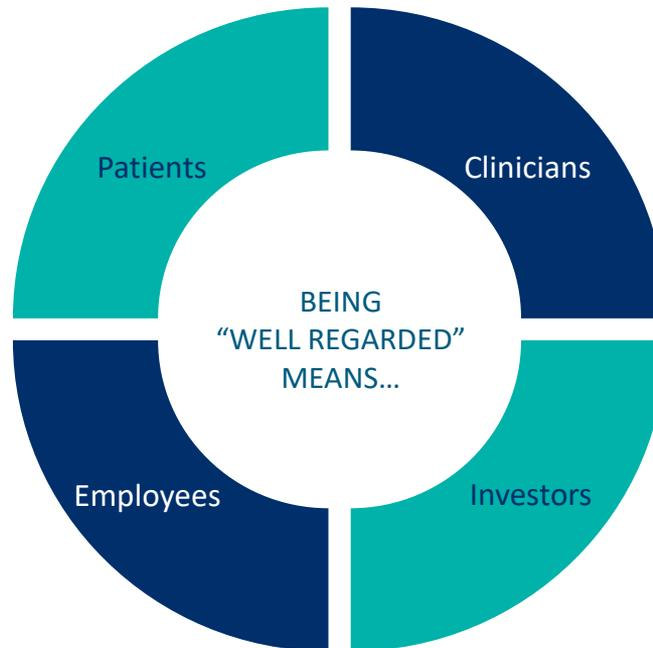 Patients
Clinicians
BEING
“WELL REGARDED”
MEANS…
Employees
Investors